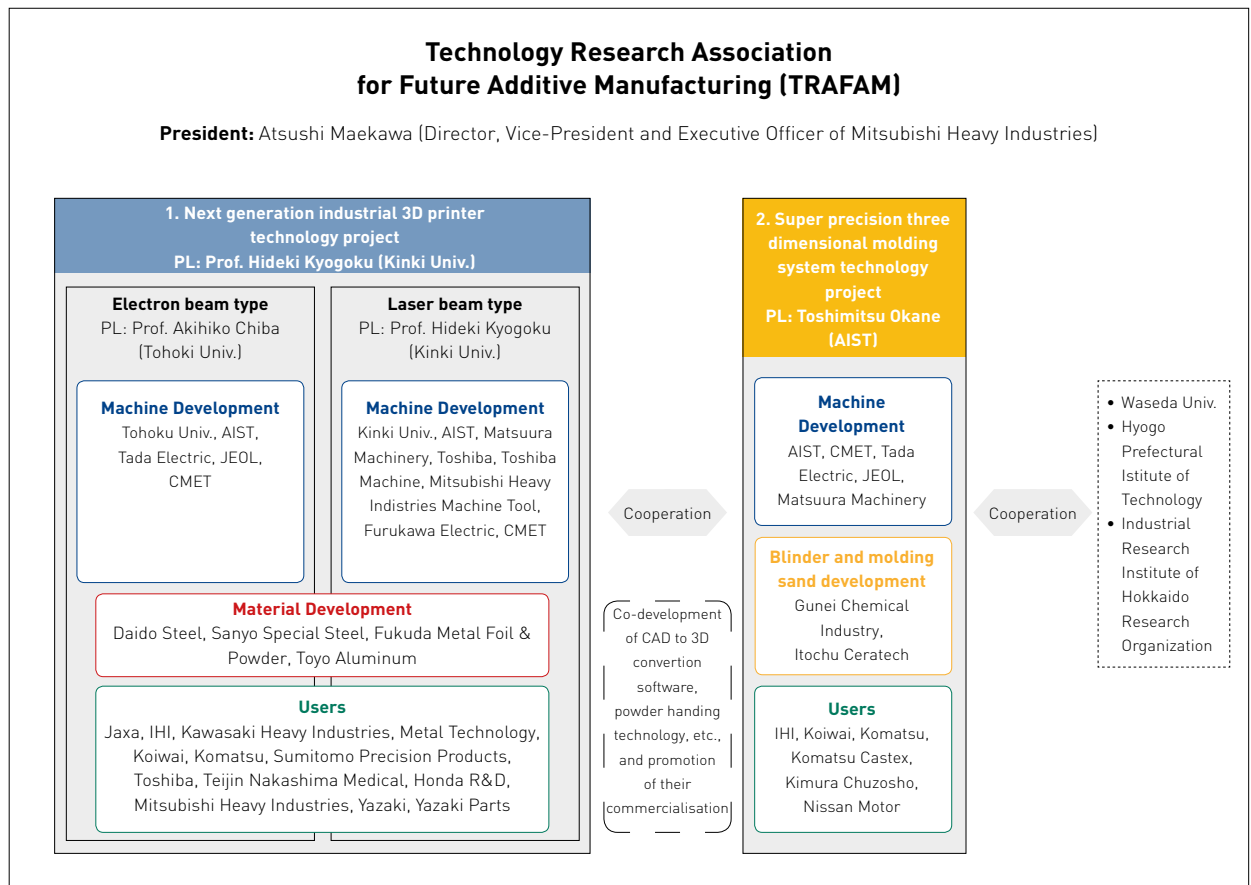 Technology Research Association
for Future Additive Manufacturing (TRAFAM)
President: Atsushi Maekawa (Director, Vice-President and Executive Officer of Mitsubishi Heavy Industries)
1. Next generation industrial 3D printer
technology project
PL: Prof. Hideki Kyogoku (Kinki Univ.)
Electron beam type
PL: Prof. Akihiko Chiba
(Tohoki Univ.)
Machine Development
Tohoku Univ., AIST,
Tada Electric, JEOL,
CMET
Laser beam type
PL: Prof. Hideki Kyogoku
(Kinki Univ.)
Machine Development
Kinki Univ., AIST, Matsuura
Machinery, Toshiba, Toshiba
Machine, Mitsubishi Heavy
Indistries Machine Tool,
Furukawa Electric, CMET
Material Development
Daido Steel, Sanyo Special Steel, Fukuda Metal Foil &
Powder, Toyo Aluminum
Users
Jaxa, IHI, Kawasaki Heavy Industries, Metal Technology,
Koiwai, Komatsu, Sumitomo Precision Products,
Toshiba, Teijin Nakashima Medical, Honda R&D,
Mitsubishi Heavy Industries, Yazaki, Yazaki Parts
Cooperation
Co-development
of CAD to 3D
convertion
software,
powder handing
technology, etc.,
and promotion
of their
commercialisation
2. Super precision three
dimensional molding
system technology
project
PL: Toshimitsu Okane
(AIST)
Machine
Development
AIST, CMET, Tada
Electric, JEOL,
Matsuura Machinery
Blinder and molding
sand development
Gunei Chemical
Industry,
Itochu Ceratech
Users
IHI, Koiwai, Komatsu,
Komatsu Castex,
Kimura Chuzosho,
Nissan Motor
Cooperation
• Waseda Univ.
• Hyogo
Prefectural
Istitute of
Technology
• Industrial
Research
Institute of
Hokkaido
Research
Organization